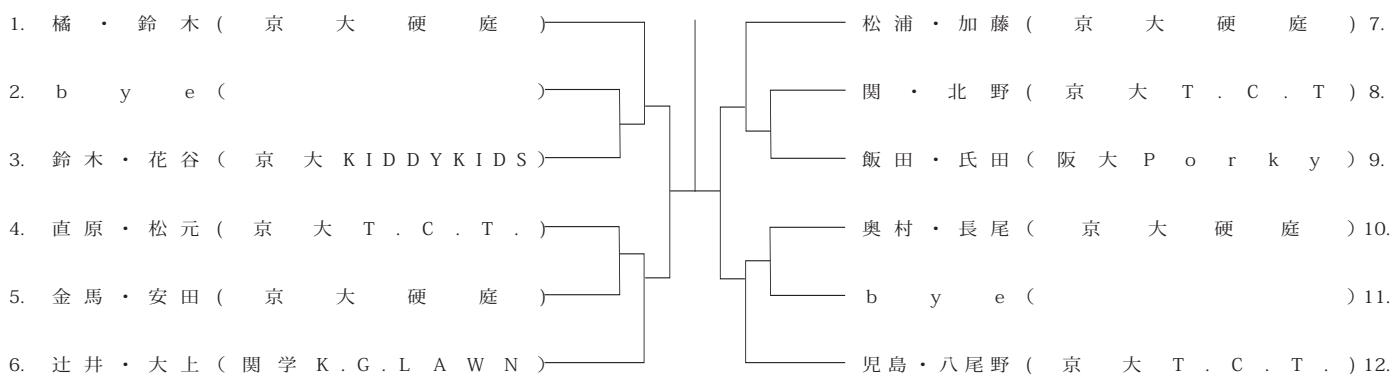 1. 橘・鈴木(京大硬庭)
2. bye()
3. 鈴木・花谷(京大KIDDYKIDS)
4. 直原・松元(京大T.C.T.)
5. 金馬・安田(京大硬庭)
6. 辻井・大上(関学K.G.LAWN)
松浦・加藤(京大硬庭)7.
関・北野(京大T.C.T)8.
飯田・氏田(阪大Porky)9.
奥村・長尾(京大硬庭)10.
bye()11.
児島・八尾野(京大T.C.T.)12.